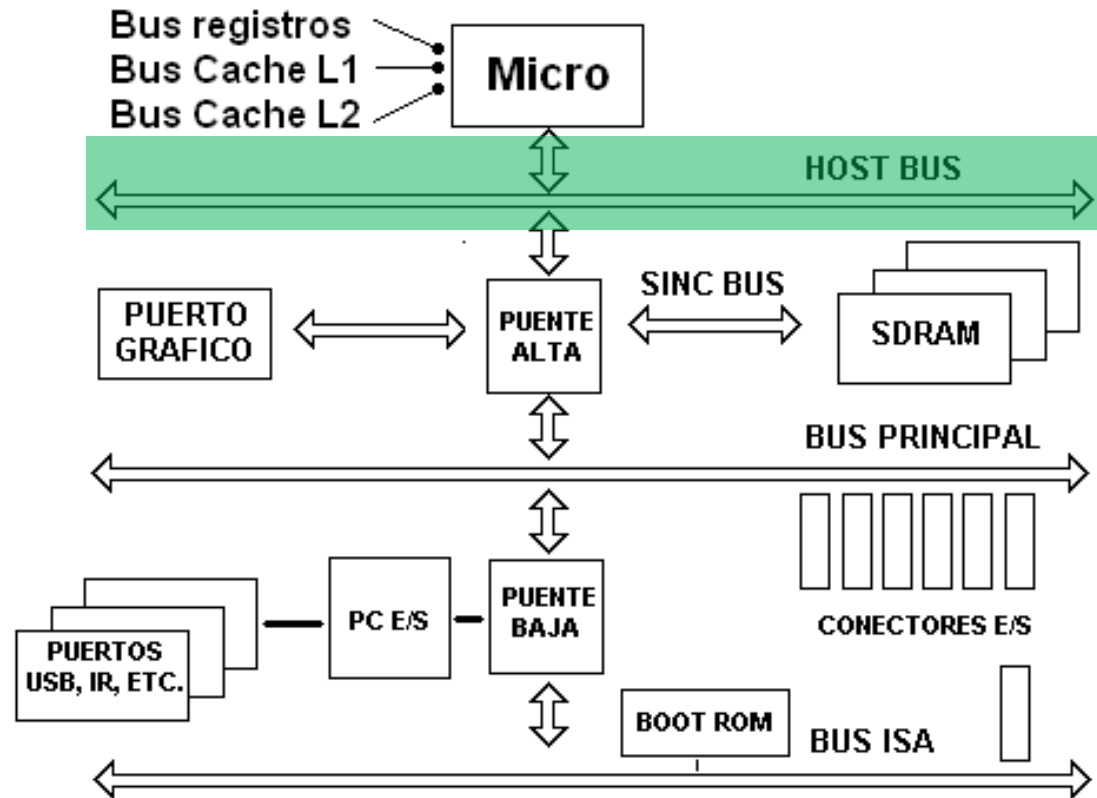 Bus registros
Bus Cache L1
Bus Cache L2
Micro
HOST BUS
PUERTO
GRAFICO
PUENTE
ALTA
SINC BUS
SDRAM
BUS PRINCIPAL
PUERTOS
USB, IR, ETC.
PC E/S
PUENTE
BAJA
CONECTORES E/S
BOOT ROM
BUS ISA